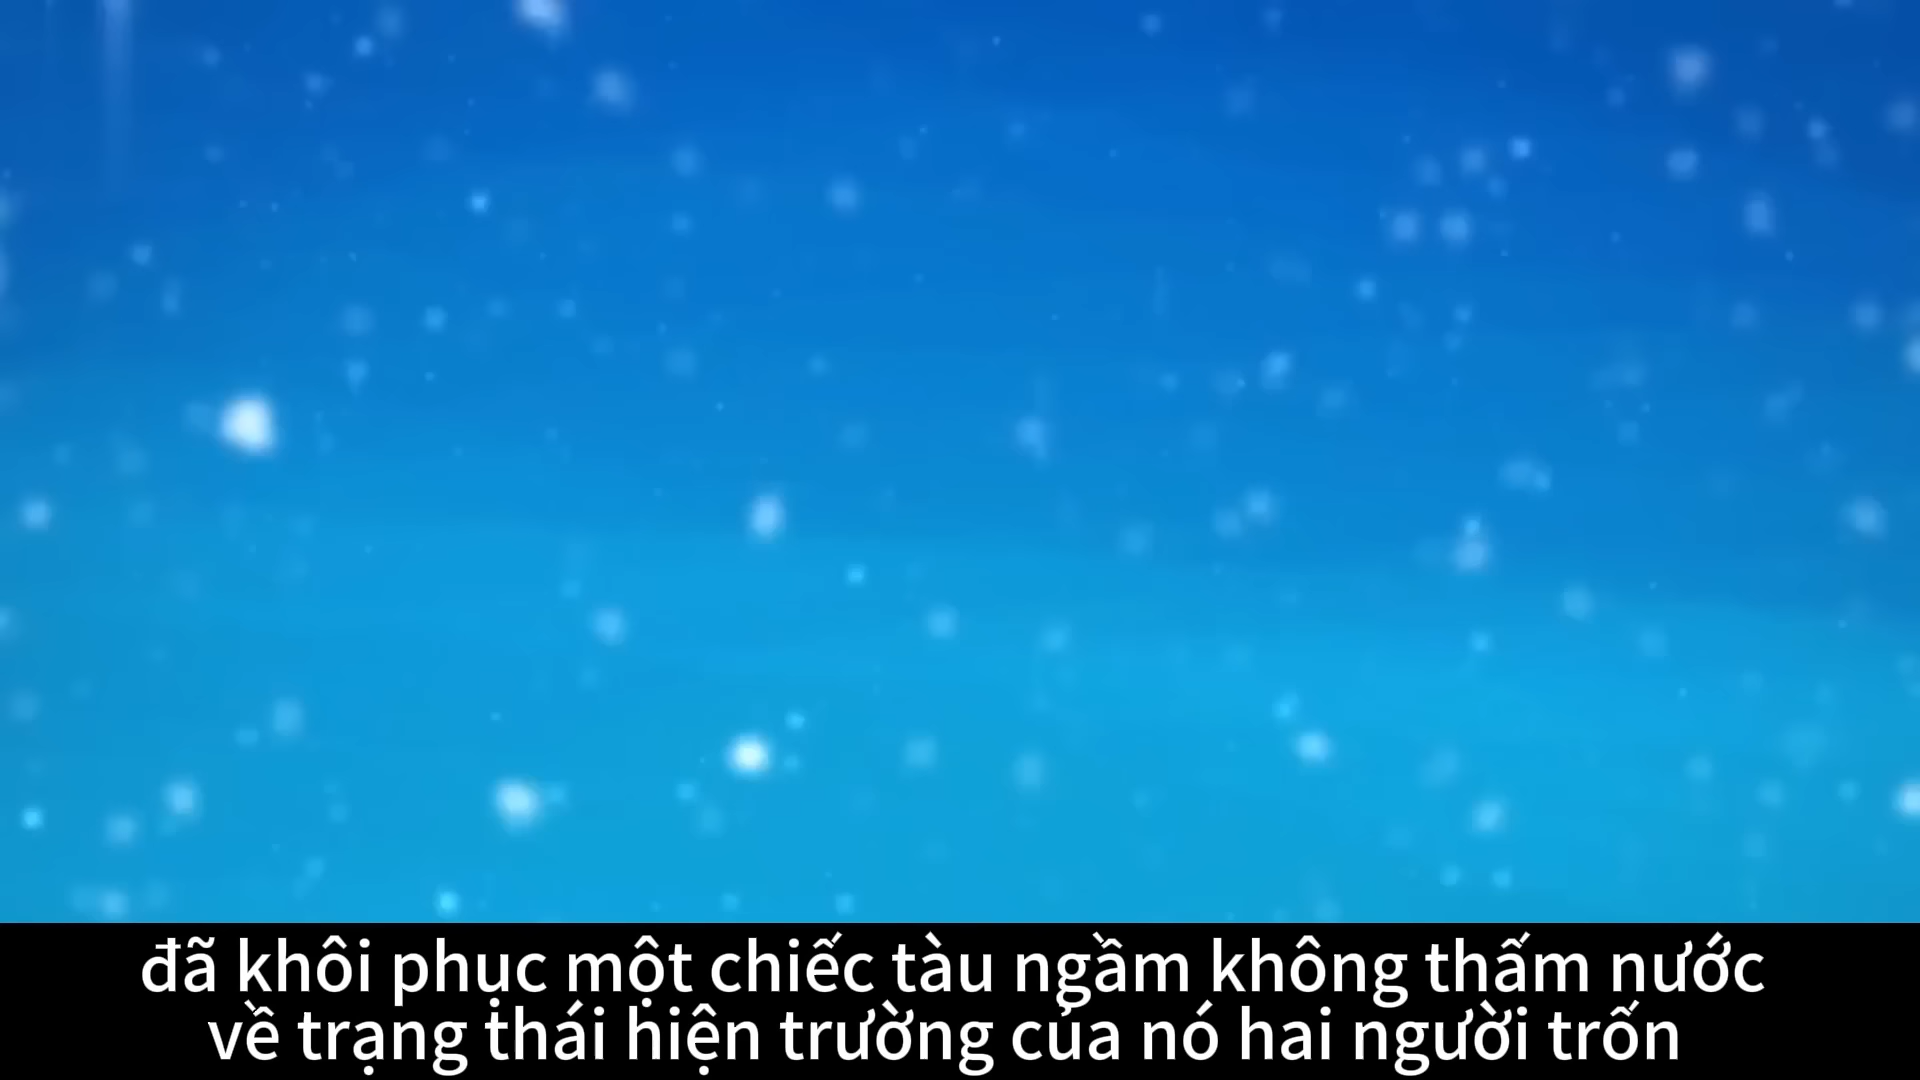 đã khôi phục một chiếc tàu ngầm không thấm nước
về trạng thái hiện trường của nó hai người trốn